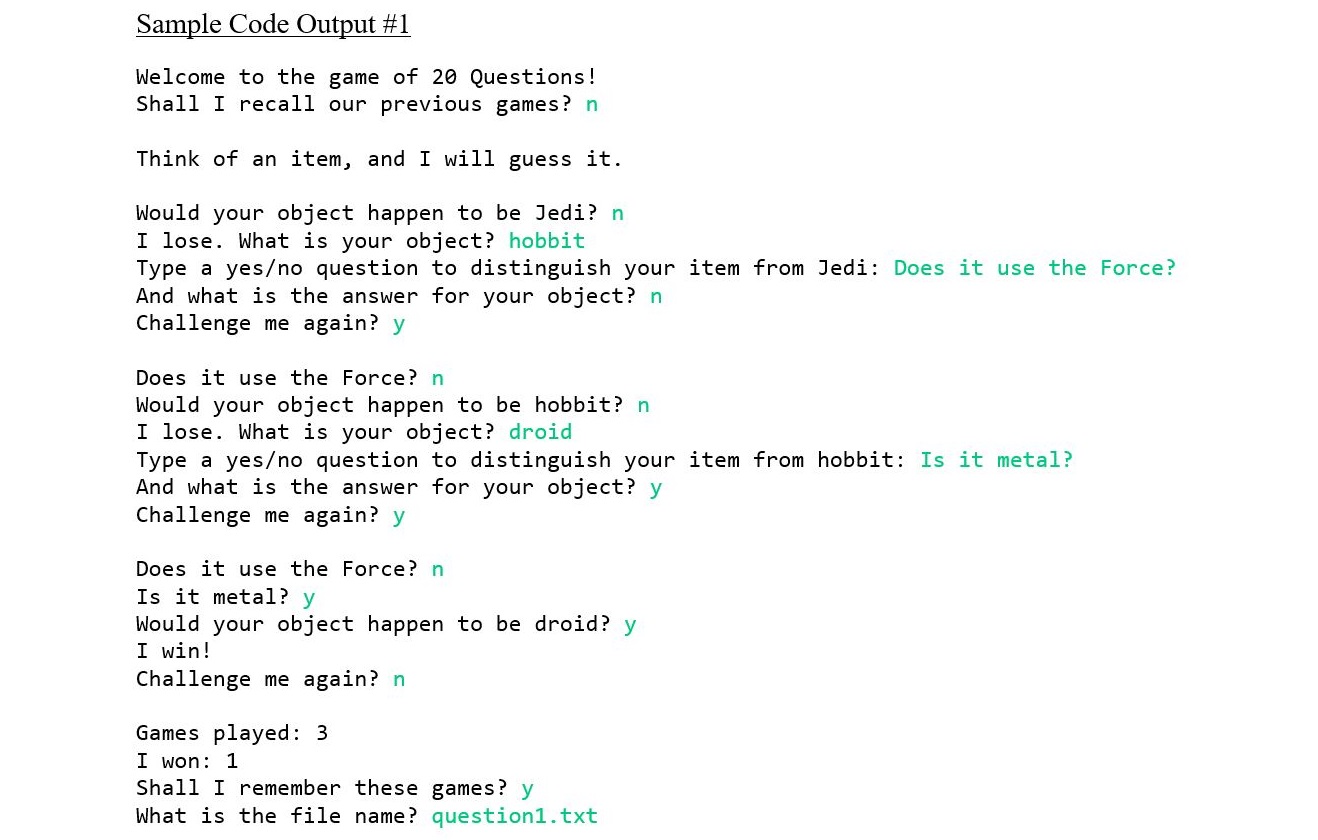 Sample Code Output #1
Welcome to the game of 20 Questions!
Shall I recall our previous games? n
Think of an item, and I will guess it.
Would your object happen to be Jedi? n
I lose. What is your object? hobbit
Type a yes/no question to distinguish your item from Jedi: Does it use the Force?
And what is the answer for your object? n
Challenge me again? y
Does it use the Force? n
Would your object happen to be hobbit? n
I lose. What is your object? droid
Type a yes/no question to distinguish your item from hobbit: Is it metal?
And what is the answer for your object? y
Challenge me again? y
Does it use the Force? n
Is it metal? y
Would your object happen to be droid? y
I win!
Challenge me again? n
Games played: 3
I won: 1
Shall I remember these games? y
What is the file name? question1.txt